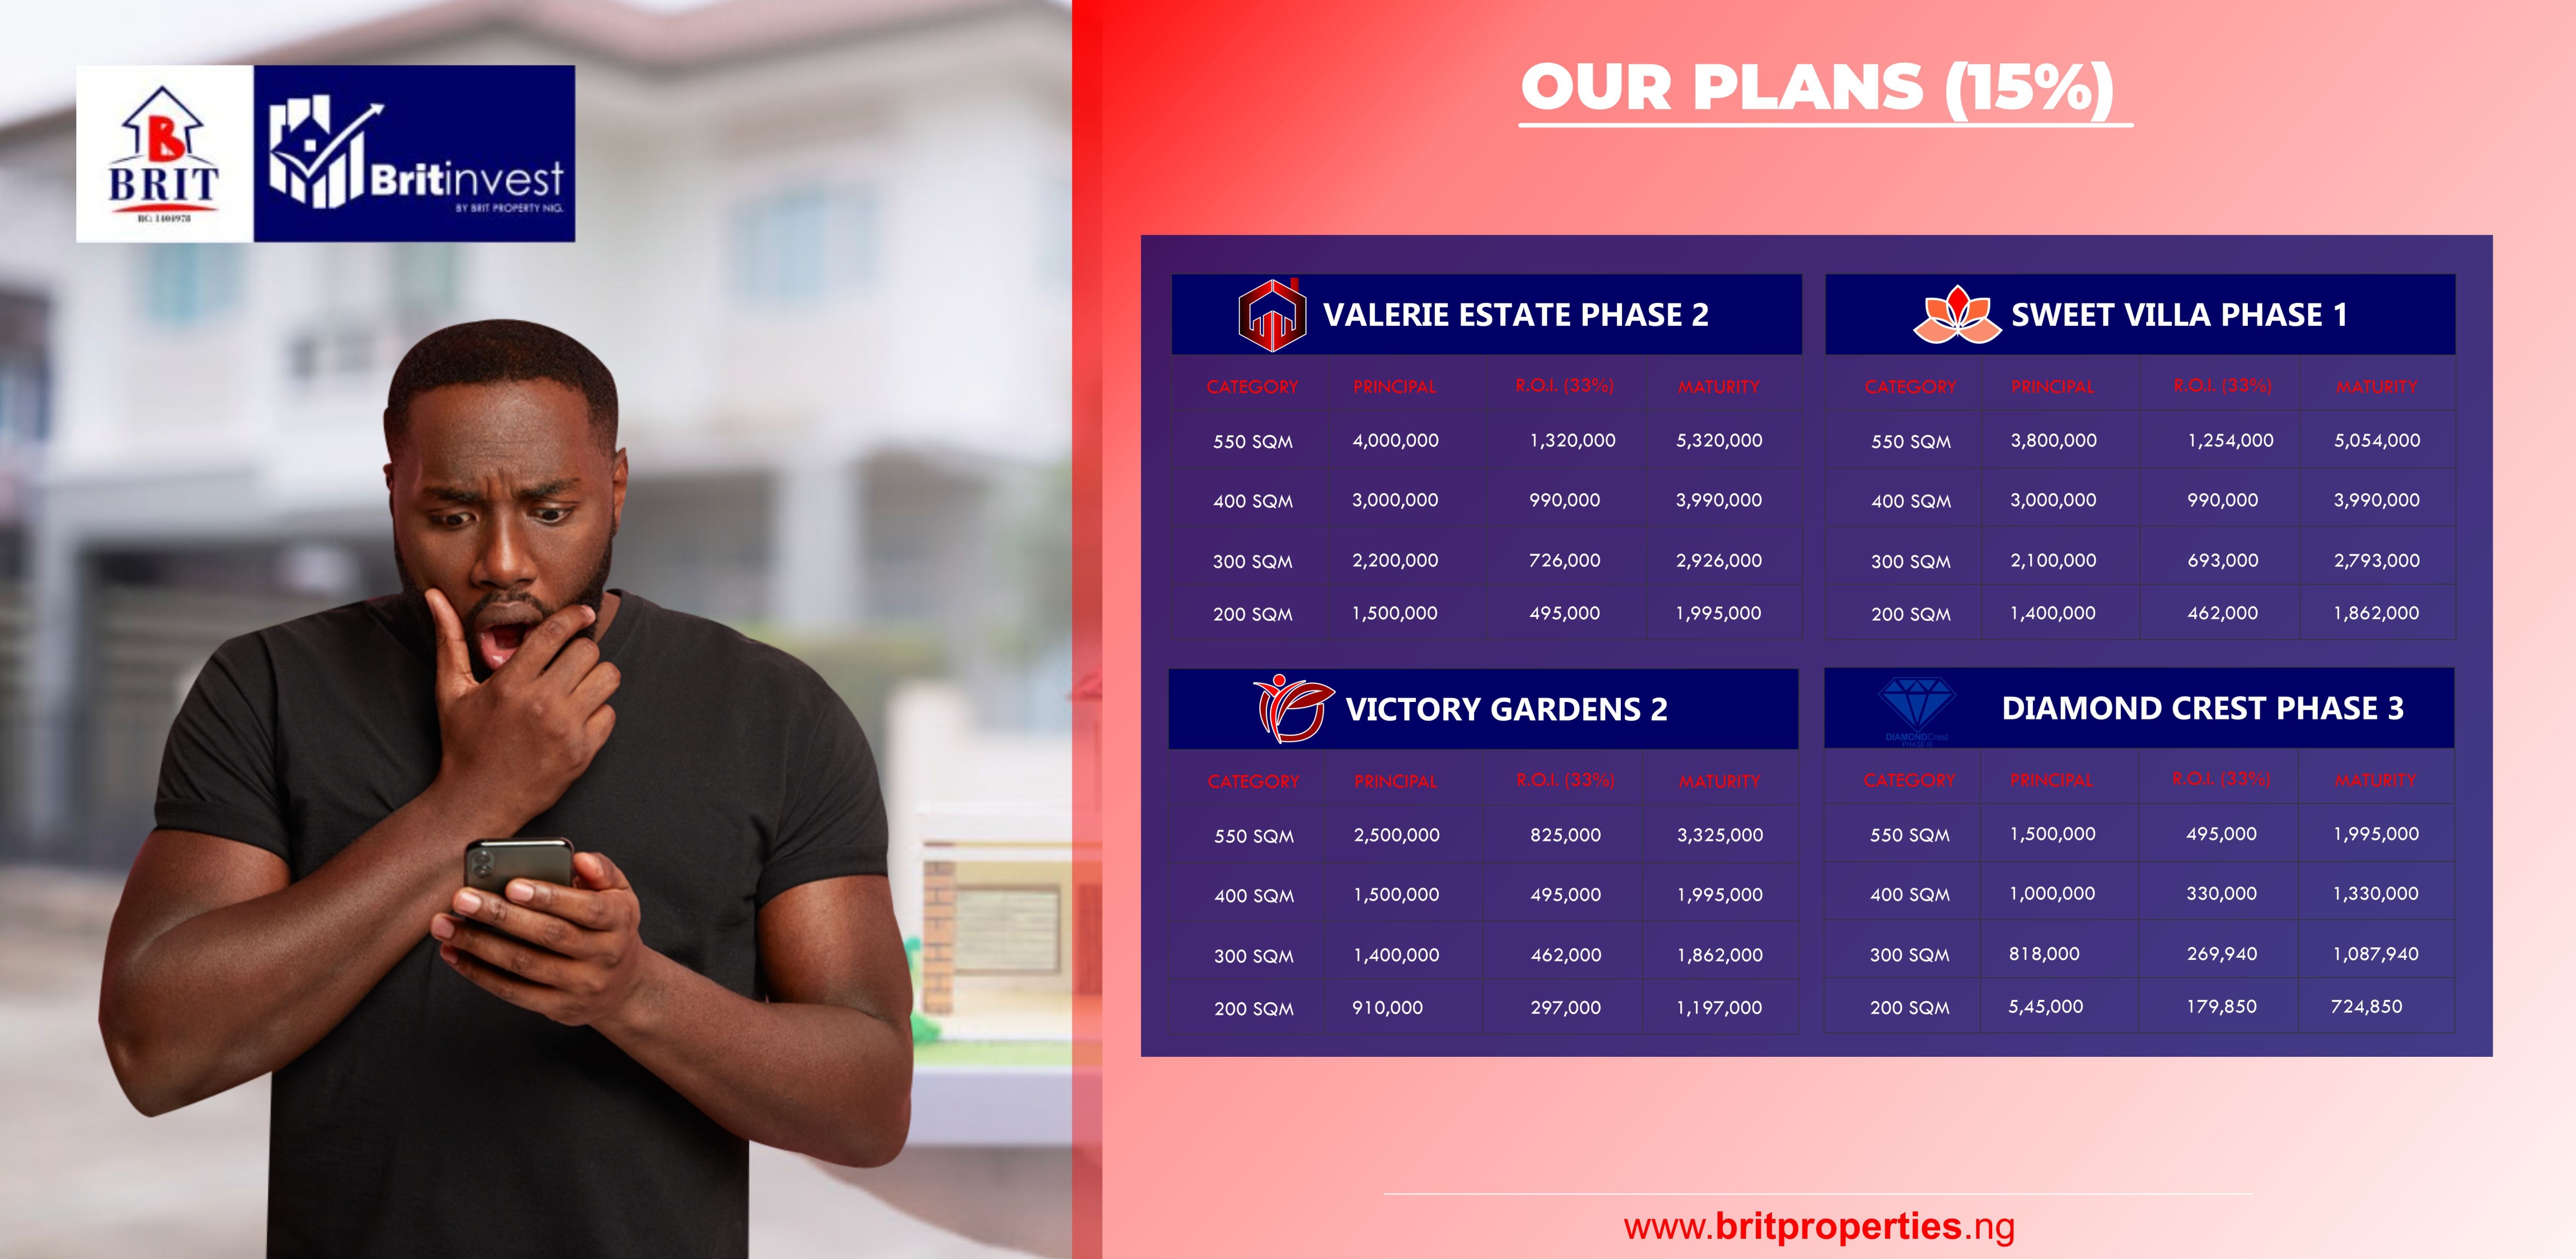 B
BRIT
RC: 1404978
Britinvest
BY BRIT PROPERTY NIG.
OUR PLANS (15%)
VALERIE ESTATE PHASE 2
CATEGORY PRINCIPAL R.O.I. (33%) MATURITY
550 SQM 4,000,000 1,320,000 5,320,000
400 SQM 3,000,000 990,000 3,990,000
300 SQM 2,200,000 726,000 2,926,000
200 SQM 1,500,000 495,000 1,995,000
SWEET VILLA PHASE 1
CATEGORY PRINCIPAL R.O.I. (33%) MATURITY
550 SQM 3,800,000 1,254,000 5,054,000
400 SQM 3,000,000 990,000 3,990,000
300 SQM 2,100,000 693,000 2,793,000
200 SQM 1,400,000 462,000 1,862,000
VICTORY GARDENS 2
CATEGORY PRINCIPAL R.O.I. (33%) MATURITY
550 SQM 2,500,000 825,000 3,325,000
400 SQM 1,500,000 495,000 1,995,000
300 SQM 1,400,000 462,000 1,862,000
200 SQM 910,000 297,000 1,197,000
DIAMONDCrest
PHASE III
DIAMOND CREST PHASE 3
CATEGORY PRINCIPAL R.O.I. (33%) MATURITY
550 SQM 1,500,000 495,000 1,995,000
400 SQM 1,000,000 330,000 1,330,000
300 SQM 818,000 269,940 1,087,940
200 SQM 5,45,000 179,850 724,850
www.britproperties.ng